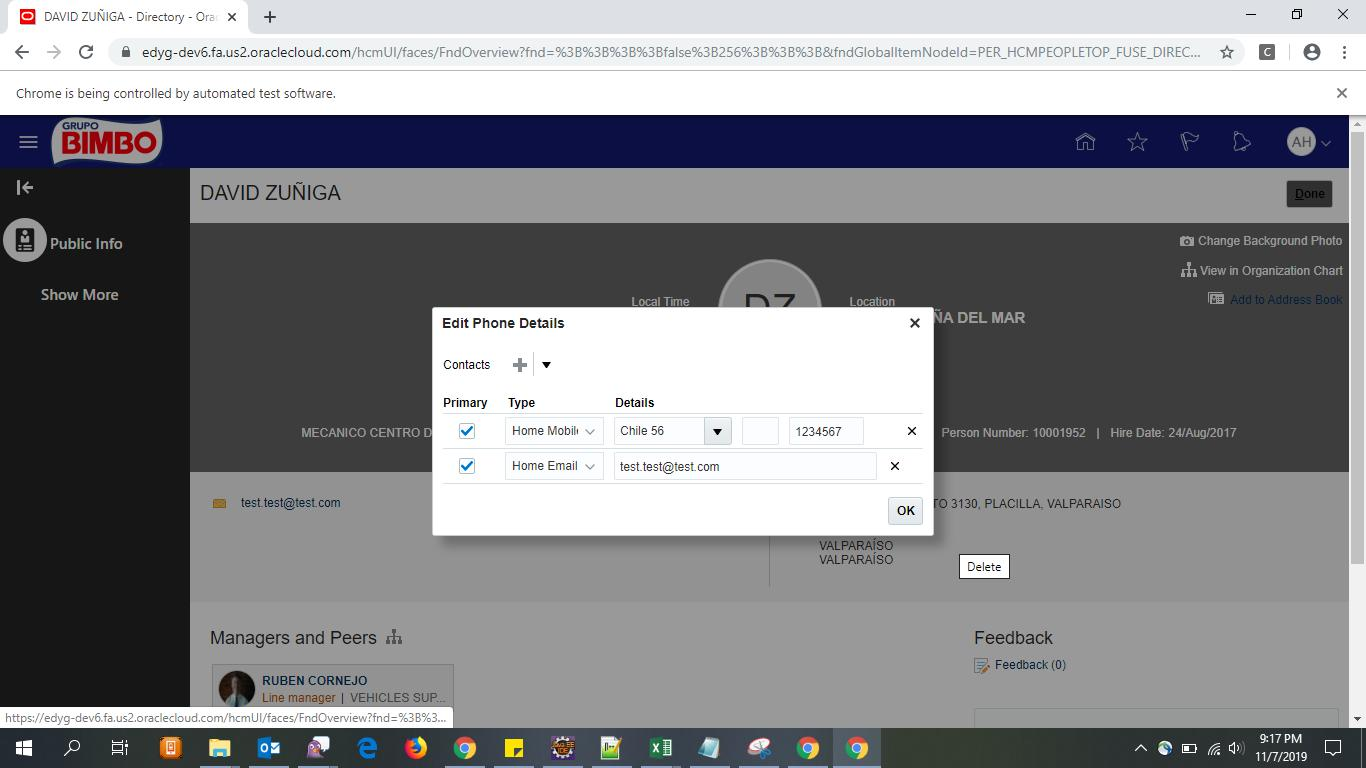 DAVID ZUÑIGA - Directory - Orac
edyg-dev6.fa.us2.oraclecloud.com/hcmUI/faces/FndOverview?fnd=%3B%3B%3B%3Bfalse%3B256%3B%3B%3B&fndGlobalItemNodeId=PER_HCMPEOPLETOP_FUSE_DIREC...
Chrome is being controlled by automated test software.
GRUPO
BIMBO
AH
DAVID ZUÑIGA
Done
Public Info
Show More
Change Background Photo
View in Organization Chart
Add to Address Book
Local Time
DZ
Location
ÑA DEL MAR
Edit Phone Details
Contacts
Primary Type Details
Home Mobile Chile 56 1234567
Home Email test.test@test.com
OK
MECANICO CENTRO D
Person Number: 10001952 | Hire Date: 24/Aug/2017
test.test@test.com
TO 3130, PLACILLA, VALPARAISO
VALPARAÍSO
VALPARAÍSO
Delete
Managers and Peers
RUBEN CORNEJO
Line manager | VEHICLES SUP...
Feedback
Feedback (0)
https://edyg-dev6.fa.us2.oraclecloud.com/hcmUI/faces/FndOverview?fnd=%3B%3...
9:17 PM
11/7/2019